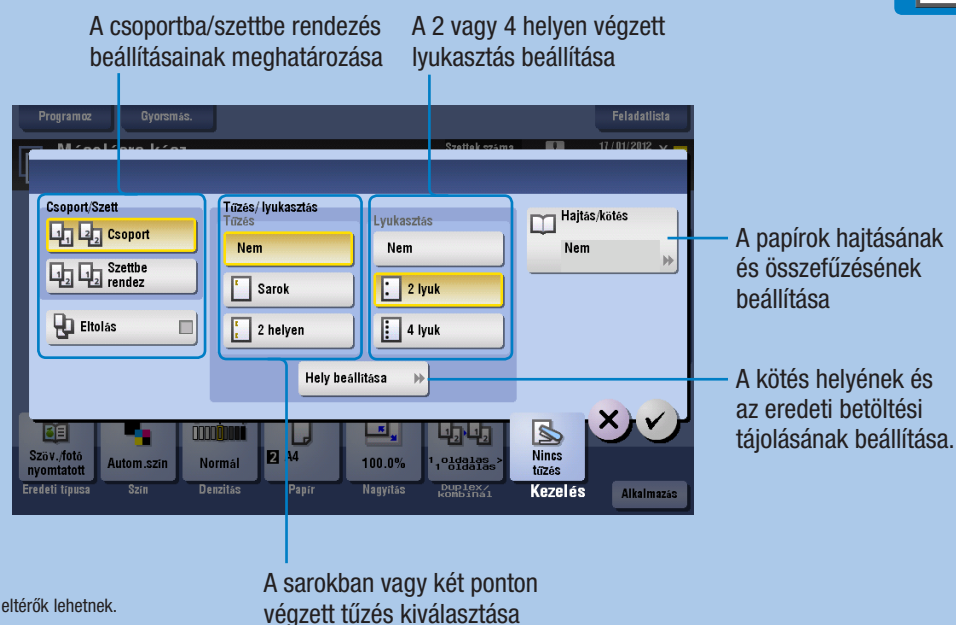 A csoportba/szettbe rendezés
beállításainak meghatározása
A 2 vagy 4 helyen végzett
lyukasztás beállítása
Programoz
Gyorsmás.
Feladatlista
Másolásra kész
Szettek száma
17/01/2012
Csoport/Szett
Csoport
Szettbe
rendez
Eltolás
Tűzés/lyukasztás
Tűzés
Nem
Sarok
2 helyen
Lyukasztás
Nem
2 lyuk
4 lyuk
Hely beállítása
Hajtás/kötés
Nem
A papírok hajtásának
és összefűzésének
beállítása
A kötés helyének és
az eredeti betöltési
tájolásának beállítása.
Szöv./fotó
nyomtatott
Autom.szín
Normál
2 A4
100.0%
1 oldalas >
1 oldalas
Nincs
tűzés
Eredeti típusa
Szín
Denzitás
Papír
Nagyítás
Duplex/
kombinál
Kezelés
Alkalmazás
A sarokban vagy két ponton
végzett tűzés kiválasztása
eltérők lehetnek.